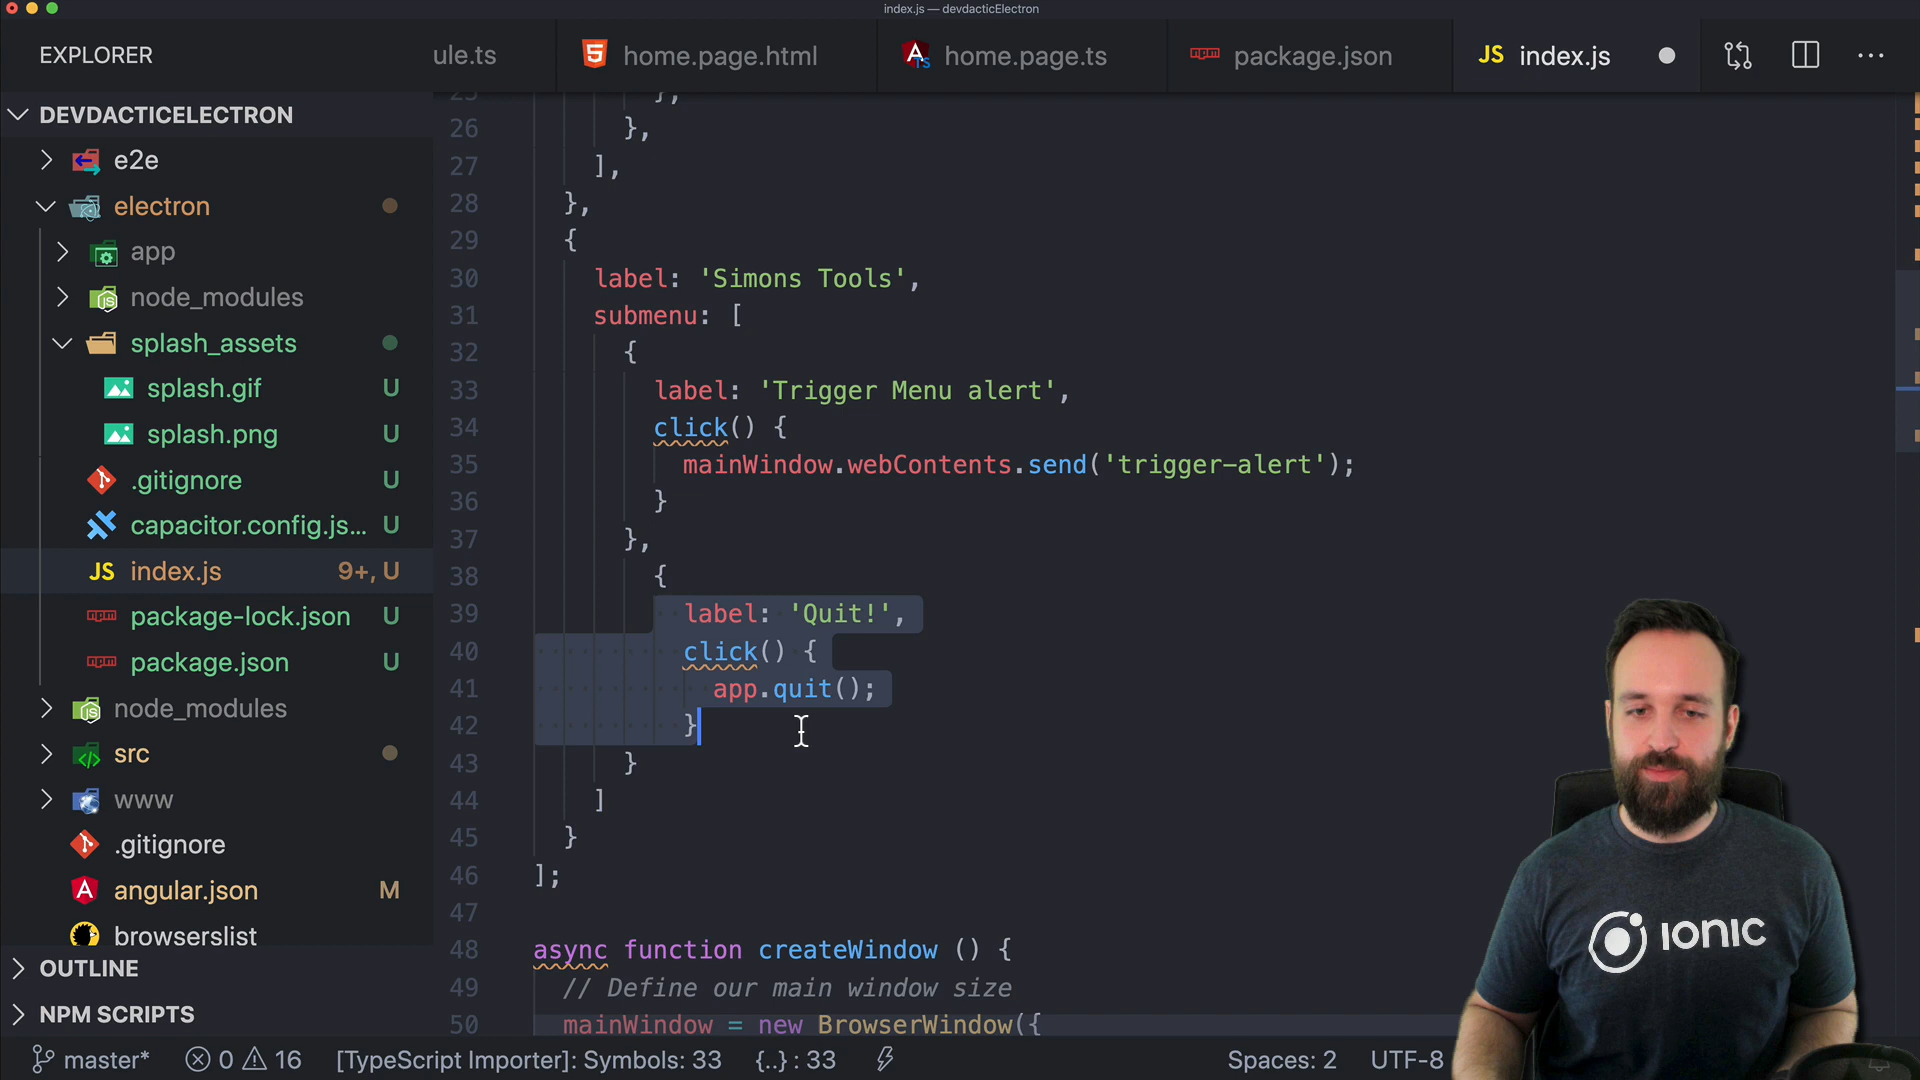 index.js — devdacticElectron
EXPLORER
ule.ts
home.page.html
home.page.ts
package.json
JS index.js
DEVDACTICELECTRON
e2e
electron
app
node_modules
splash_assets
splash.gif U
splash.png U
.gitignore U
capacitor.config.js... U
JS index.js 9+, U
package-lock.json U
package.json U
node_modules
src
www
.gitignore
angular.json M
browserslist
OUTLINE
NPM SCRIPTS
25 },
26 },
27 ],
28 },
29 {
30 label: 'Simons Tools',
31 submenu: [
32 {
33 label: 'Trigger Menu alert',
34 click() {
35 mainWindow.webContents.send('trigger-alert');
36 }
37 },
38 {
39 label: 'Quit!',
40 click() {
41 app.quit();
42 }
43 }
44 ]
45 }
46 ];
47
48 async function createWindow () {
49 // Define our main window size
50 mainWindow = new BrowserWindow({
IONIC
master* 0 16 [TypeScript Importer]: Symbols: 33 {..} : 33 Spaces: 2 UTF-8